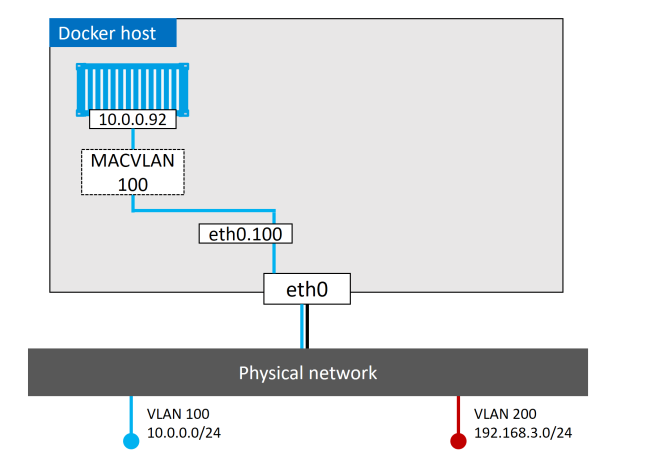 Docker host
10.0.0.92
MACVLAN
100
eth0.100
eth0
Physical network
VLAN 100
10.0.0.0/24
VLAN 200
192.168.3.0/24